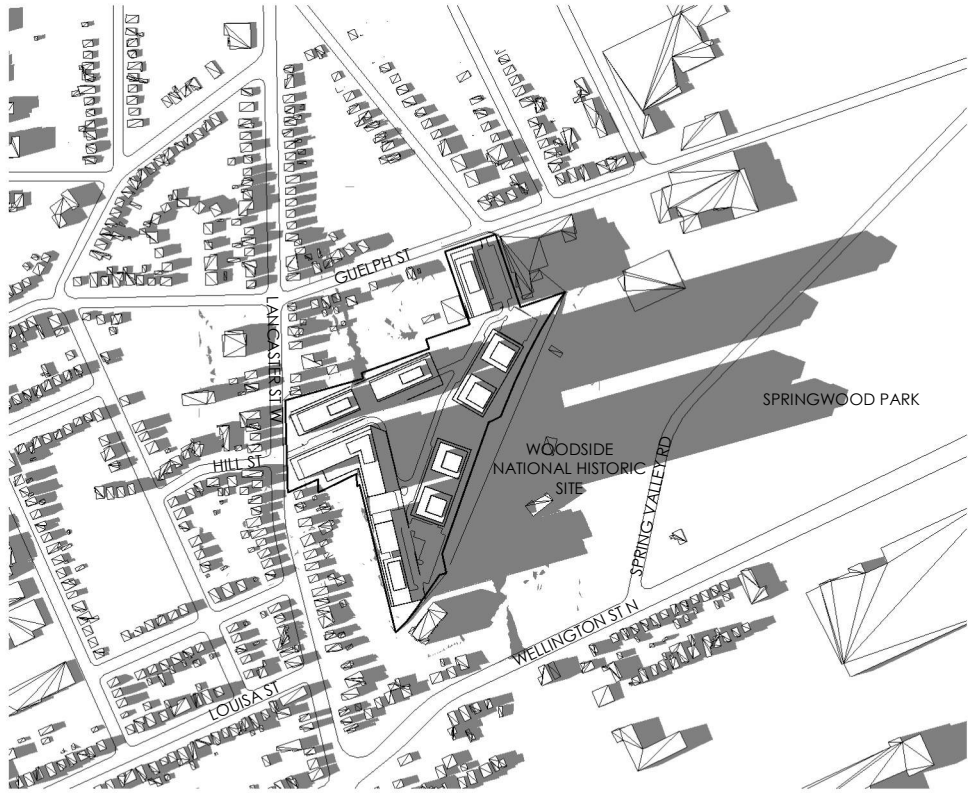 GUELPH ST
LANCASTER ST W
SPRINGWOOD PARK
WOODSIDE
NATIONAL HISTORIC
SITE
HILL ST
SPRING VALLEY RD
WELLINGTON ST N
LOUISA ST